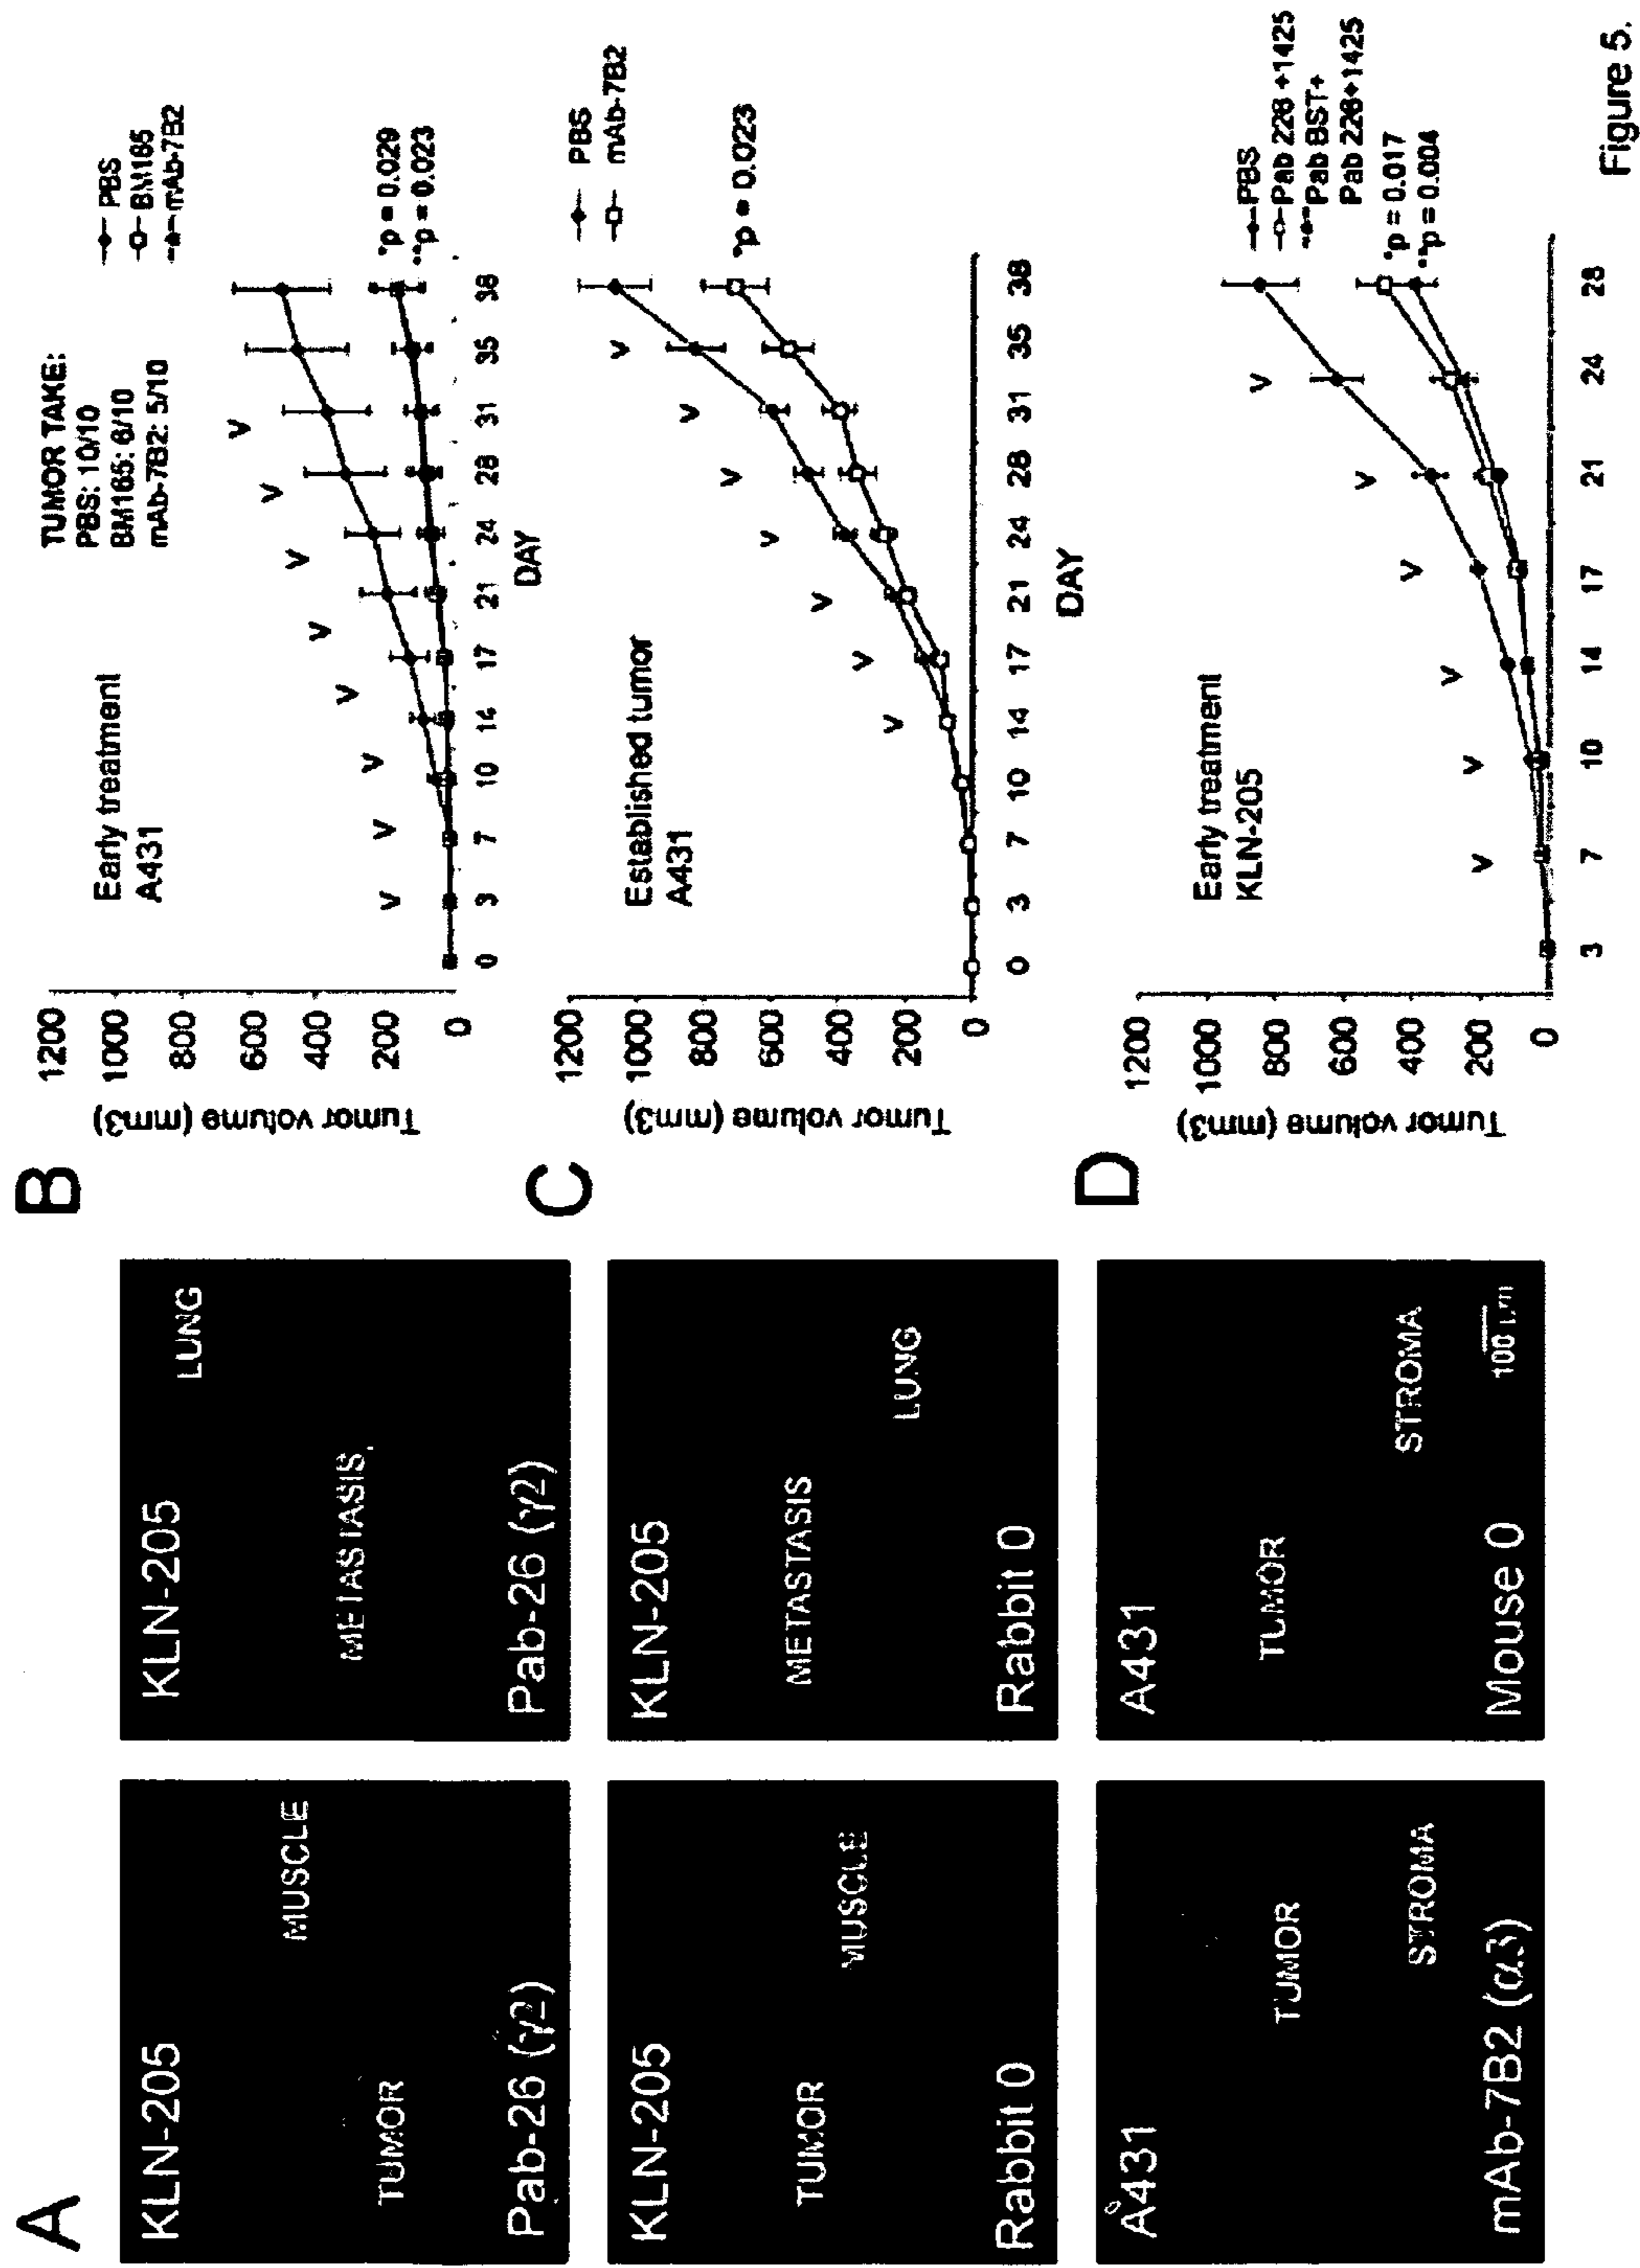 A
KLN-205
MUSCLE
TUMOR
Pab-26 (γ2)
KLN-205
LUNG
METASTASIS
Pab-26 (γ2)
KLN-205
TUMOR
MUSCLE
Rabbit 0
KLN-205
METASTASIS
LUNG
Rabbit 0
A431
TUMOR
STROMA
mAb-7B2 (α3)
A431
TUMOR
STROMA
Mouse 0
100 µm
B
Tumor volume (mm3)
1200
1000
800
600
400
200
0
Early treatment
A431
TUMOR TAKE:
PBS: 10/10
BM165: 6/10
mAb-7B2: 5/10
PBS
BM165
mAb-7B2
*p = 0.029
**p = 0.023
V V V V V V V V V
0 3 7 10 14 17 21 24 28 31 35 38
DAY
C
Tumor volume (mm3)
1200
1000
800
600
400
200
0
Established tumor
A431
PBS
mAb-7B2
*p = 0.023
V V V V V V V
0 3 7 10 14 17 21 24 28 31 35 38
DAY
D
Tumor volume (mm3)
1200
1000
800
600
400
200
0
Early treatment
KLN-205
PBS
Pab 226 +1425
Pab BST+
Pab 226+1425
*p = 0.017
**p = 0.004
V V V V V V
3 7 10 14 17 21 24 28
Figure 5.